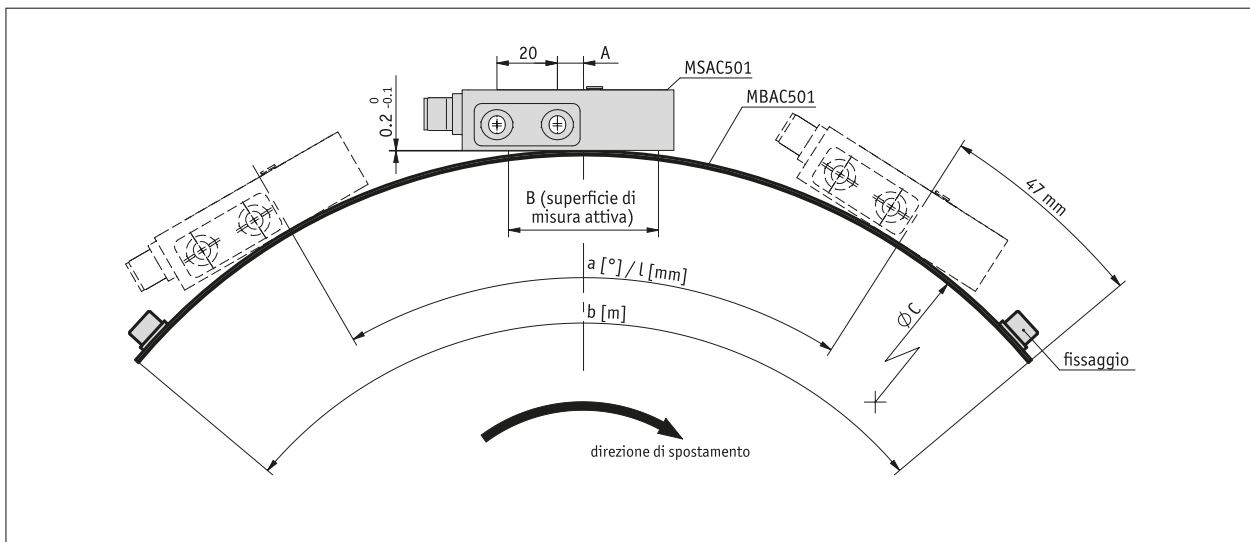 20 A
MSAC501
MBAC501
0.2 0 -0.1
47 mm
B (superficie di
misura attiva)
a [°] / l [mm]
b [m]
Ø C
fissaggio
direzione di spostamento